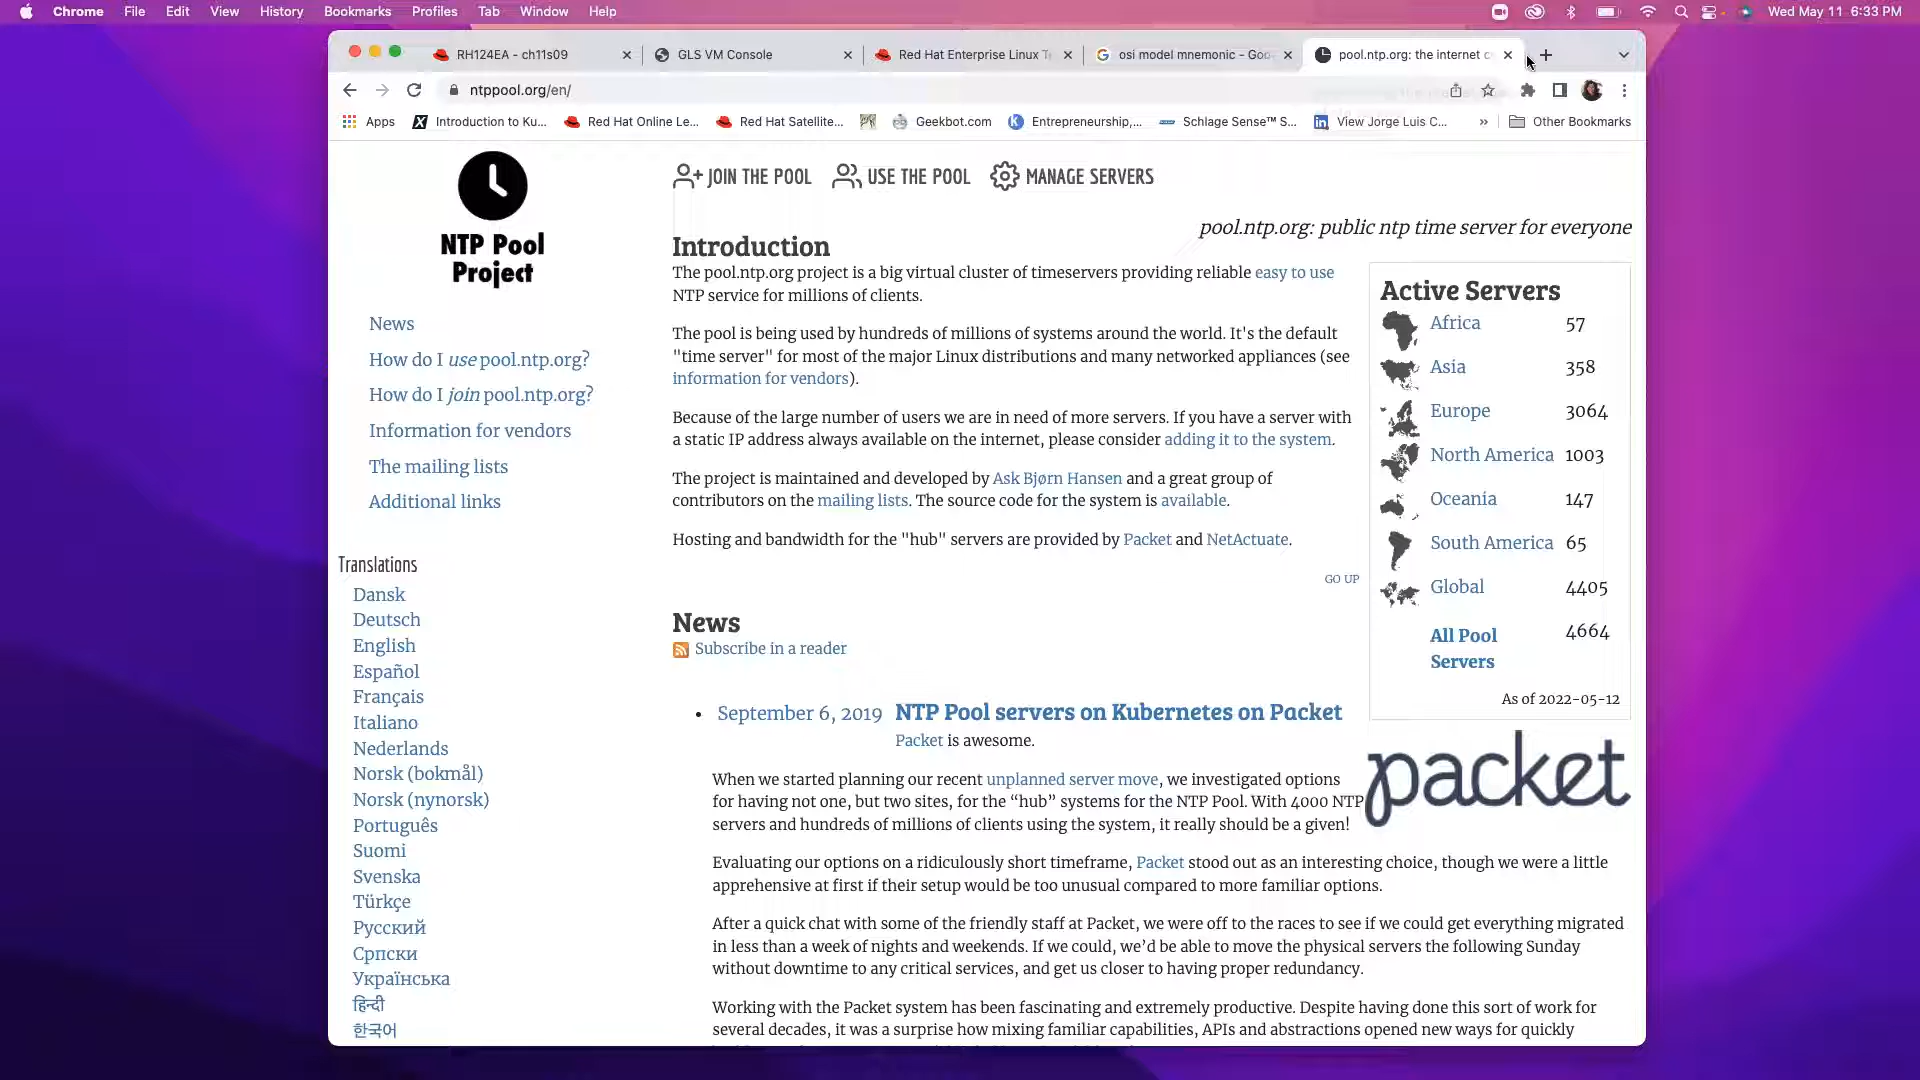 Chrome File Edit View History Bookmarks Profiles Tab Window Help Wed May 11 6:33 PM
RH124EA - ch11s09 GLS VM Console Red Hat Enterprise Linux T osi model mnemonic - Goo pool.ntp.org: the internet c
ntppool.org/en/
Apps Introduction to Ku... Red Hat Online Le... Red Hat Satellite... Geekbot.com Entrepreneurship,... Schlage Sense™ S... View Jorge Luis C... » Other Bookmarks
NTP Pool
Project
News
How do I use pool.ntp.org?
How do I join pool.ntp.org?
Information for vendors
The mailing lists
Additional links
Translations
Dansk
Deutsch
English
Español
Français
Italiano
Nederlands
Norsk (bokmål)
Norsk (nynorsk)
Português
Suomi
Svenska
Türkçe
Русский
Српски
Українська
हिन्दी
한국어
JOIN THE POOL USE THE POOL MANAGE SERVERS
pool.ntp.org: public ntp time server for everyone
Introduction
The pool.ntp.org project is a big virtual cluster of timeservers providing reliable easy to use
NTP service for millions of clients.
The pool is being used by hundreds of millions of systems around the world. It's the default
"time server" for most of the major Linux distributions and many networked appliances (see
information for vendors).
Because of the large number of users we are in need of more servers. If you have a server with
a static IP address always available on the internet, please consider adding it to the system.
The project is maintained and developed by Ask Bjørn Hansen and a great group of
contributors on the mailing lists. The source code for the system is available.
Hosting and bandwidth for the "hub" servers are provided by Packet and NetActuate.
GO UP
Active Servers
Africa 57
Asia 358
Europe 3064
North America 1003
Oceania 147
South America 65
Global 4405
All Pool 4664
Servers
As of 2022-05-12
packet
News
Subscribe in a reader
• September 6, 2019 NTP Pool servers on Kubernetes on Packet
Packet is awesome.
When we started planning our recent unplanned server move, we investigated options
for having not one, but two sites, for the “hub” systems for the NTP Pool. With 4000 NTP
servers and hundreds of millions of clients using the system, it really should be a given!
Evaluating our options on a ridiculously short timeframe, Packet stood out as an interesting choice, though we were a little
apprehensive at first if their setup would be too unusual compared to more familiar options.
After a quick chat with some of the friendly staff at Packet, we were off to the races to see if we could get everything migrated
in less than a week of nights and weekends. If we could, we’d be able to move the physical servers the following Sunday
without downtime to any critical services, and get us closer to having proper redundancy.
Working with the Packet system has been fascinating and extremely productive. Despite having done this sort of work for
several decades, it was a surprise how mixing familiar capabilities, APIs and abstractions opened new ways for quickly